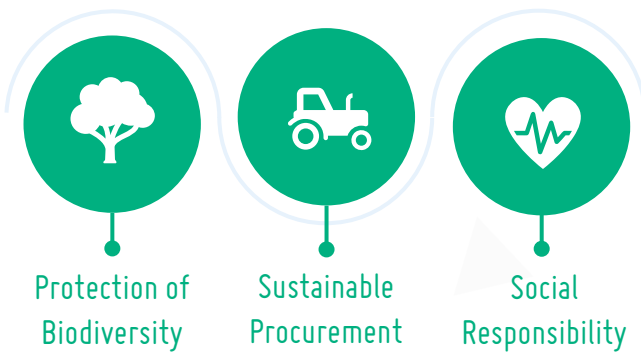 Protection of
Biodiversity
Sustainable
Procurement
Social
Responsibility